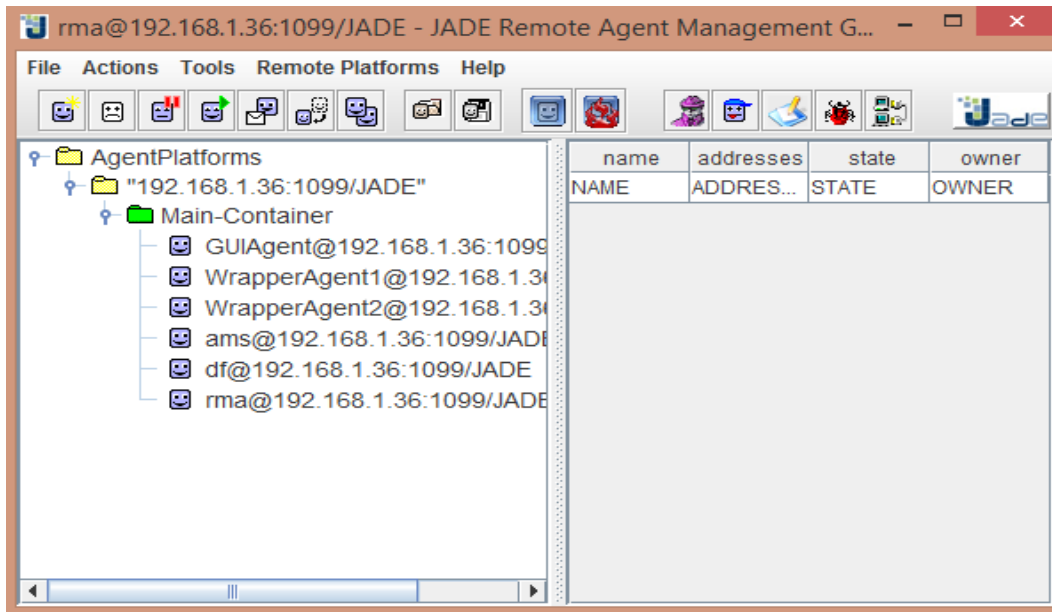 rma@192.168.1.36:1099/JADE - JADE Remote Agent Management G...
File Actions Tools Remote Platforms Help
Jade
AgentPlatforms
"192.168.1.36:1099/JADE"
Main-Container
GUIAgent@192.168.1.36:1099
WrapperAgent1@192.168.1.3
WrapperAgent2@192.168.1.3
ams@192.168.1.36:1099/JADE
df@192.168.1.36:1099/JADE
rma@192.168.1.36:1099/JADE
name addresses state owner
NAME ADDRES... STATE OWNER